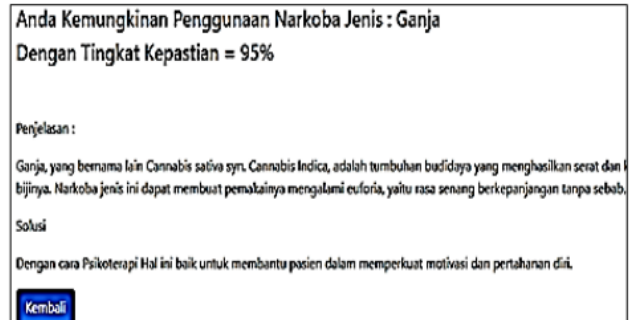 Anda Kemungkinan Penggunaan Narkoba Jenis : Ganja
Dengan Tingkat Kepastian = 95%
Penjelasan :
Ganja, yang bernama lain Cannabis sativa syn. Cannabis Indica, adalah tumbuhan budidaya yang menghasilkan serat dan
bijinya. Narkoba jenis ini dapat membuat pemakainya mengalami euforia, yaitu rasa senang berkepanjangan tanpa sebab.
Solusi
Dengan cara Psikoterapi Hal ini baik untuk membantu pasien dalam memperkuat motivasi dan pertahanan diri.
Kembali